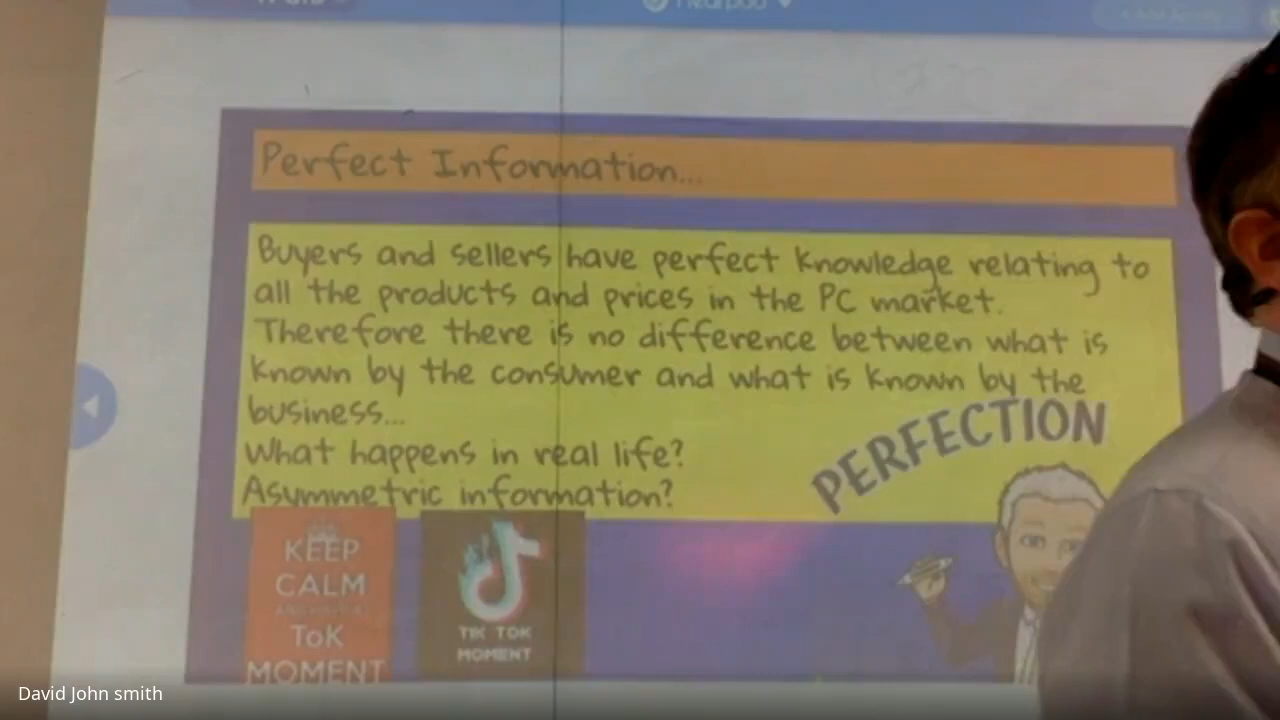 Nearpod
Perfect Information...
Buyers and sellers have perfect knowledge relating to
all the products and prices in the PC market.
Therefore there is no difference between what is
known by the consumer and what is known by the
business...
What happens in real life?
Asymmetric information?
PERFECTION
KEEP
CALM
ToK
MOMENT
TIK TOK
MOMENT
David John smith